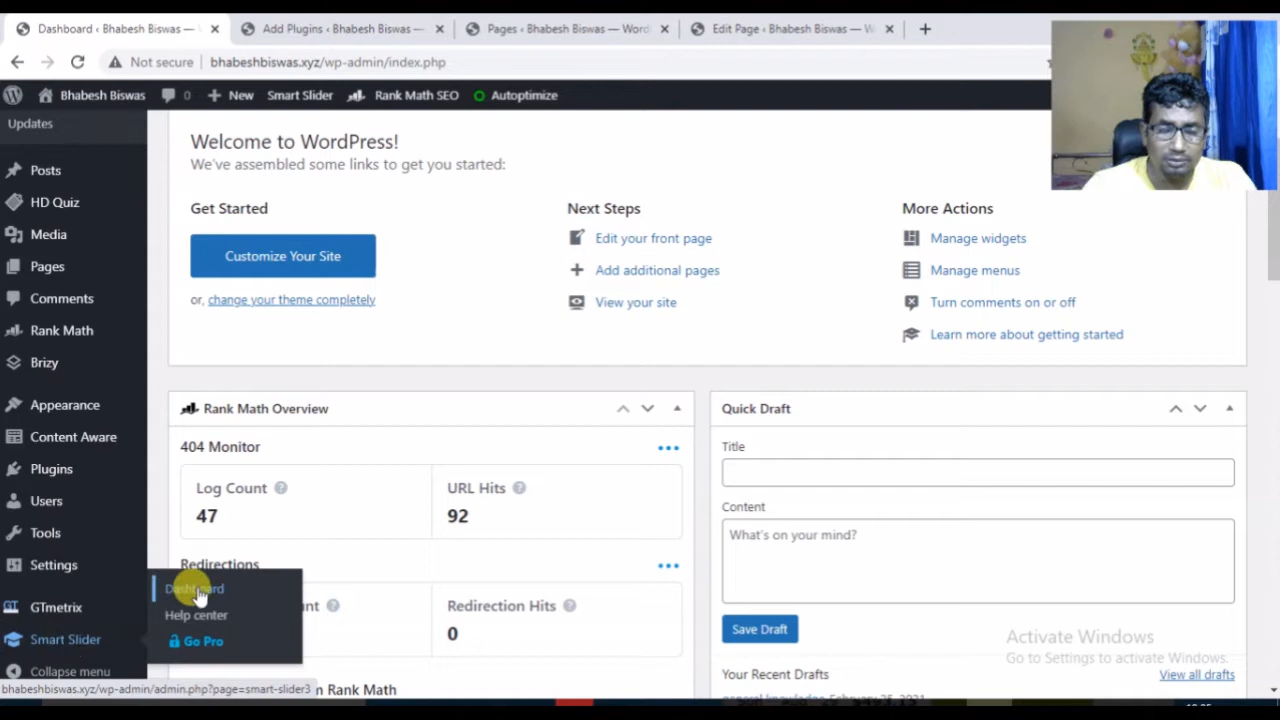 Dashboard ‹ Bhabesh Biswas —
Add Plugins ‹ Bhabesh Biswas —
Pages ‹ Bhabesh Biswas — Word
Edit Page ‹ Bhabesh Biswas — W
Not secure
bhabeshbiswas.xyz/wp-admin/index.php
Bhabesh Biswas 0 New Smart Slider Rank Math SEO Autoptimize
Updates
Posts
HD Quiz
Media
Pages
Comments
Rank Math
Brizy
Appearance
Content Aware
Plugins
Users
Tools
Settings
GTmetrix
Smart Slider
Collapse menu
Dashboard
Help center
Go Pro
bhabeshbiswas.xyz/wp-admin/admin.php?page=smart-slider3
Welcome to WordPress!
We've assembled some links to get you started:
Get Started
Customize Your Site
or, change your theme completely
Next Steps
Edit your front page
Add additional pages
View your site
More Actions
Manage widgets
Manage menus
Turn comments on or off
Learn more about getting started
Rank Math Overview
404 Monitor
Log Count
47
URL Hits
92
Redirections
Redirection Hits
0
Rank Math
Quick Draft
Title
Content
What's on your mind?
Save Draft
Your Recent Drafts
View all drafts
general knowledge February 25, 2021
Activate Windows
Go to Settings to activate Windows.